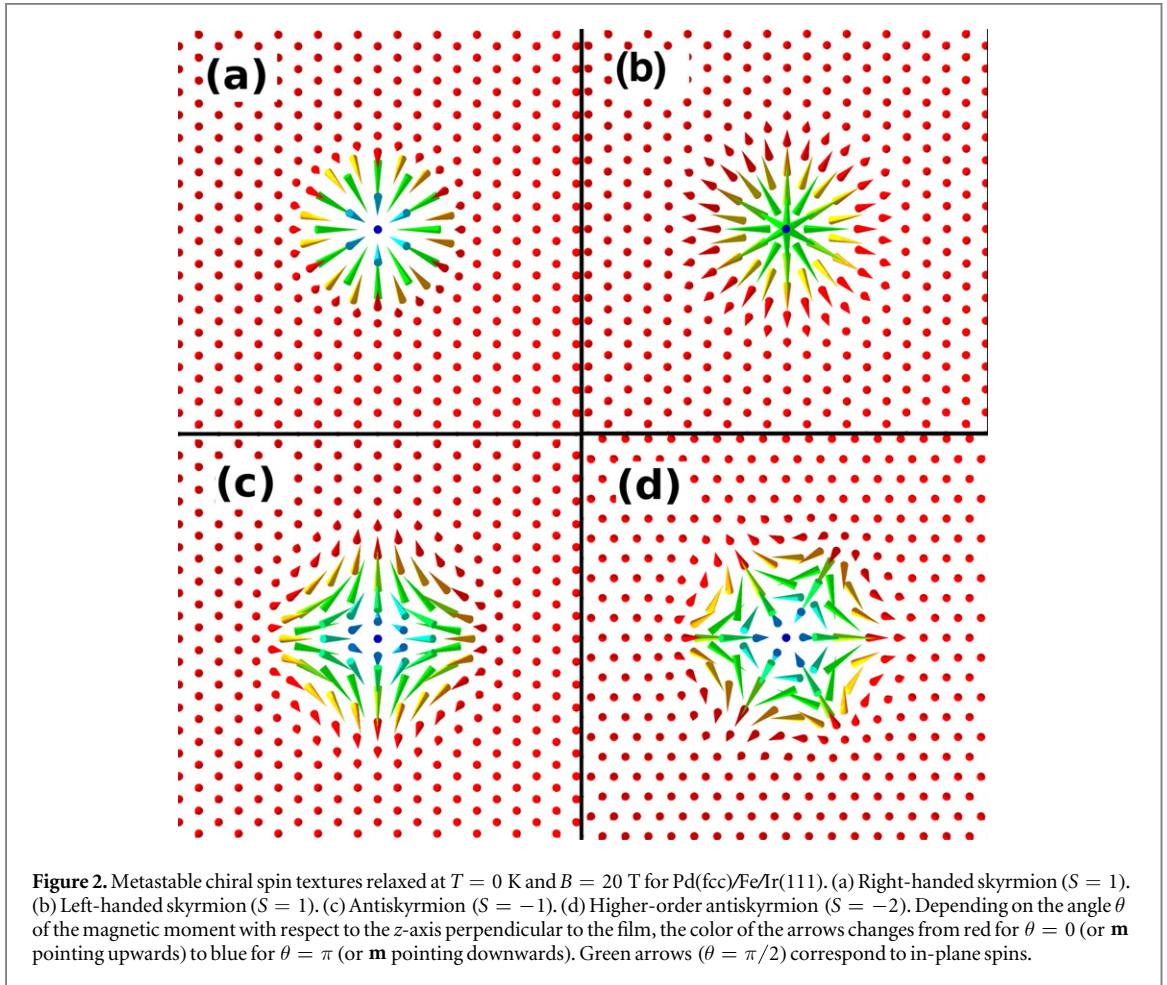 (a)
(b)
(c)
(d)
Figure 2. Metastable chiral spin textures relaxed at T = 0 K and B = 20 T for Pd(fcc)/Fe/Ir(111). (a) Right-handed skyrmion (S = 1).
(b) Left-handed skyrmion (S = 1). (c) Antiskyrmion (S = −1). (d) Higher-order antiskyrmion (S = −2). Depending on the angle θ
of the magnetic moment with respect to the z-axis perpendicular to the film, the color of the arrows changes from red for θ = 0 (or m
pointing upwards) to blue for θ = π (or m pointing downwards). Green arrows (θ = π/2) correspond to in-plane spins.